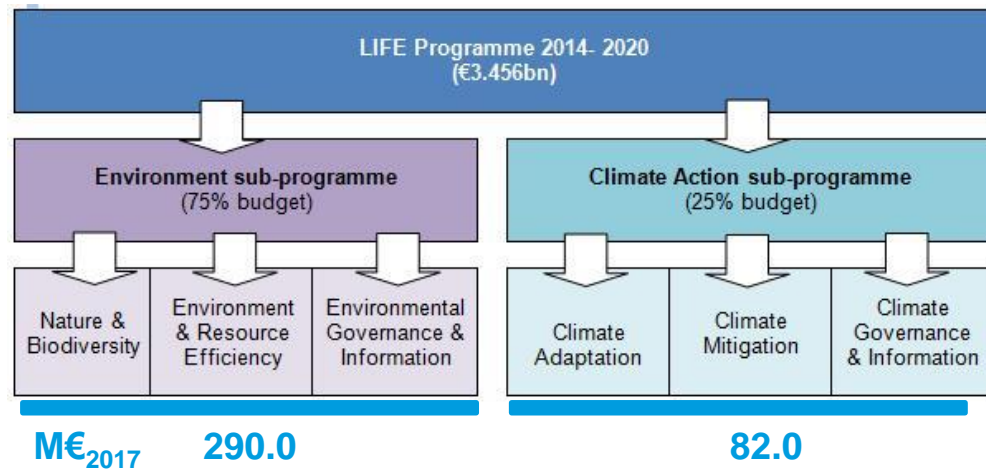 LIFE Programme 2014- 2020
(€3.456bn)
Environment sub-programme
(75% budget)
Climate Action sub-programme
(25% budget)
Nature &
Biodiversity
Environment
& Resource
Efficiency
Environmental
Governance &
Information
Climate
Adaptation
Climate
Mitigation
Climate
Governance
& Information
M€2017 290.0 82.0